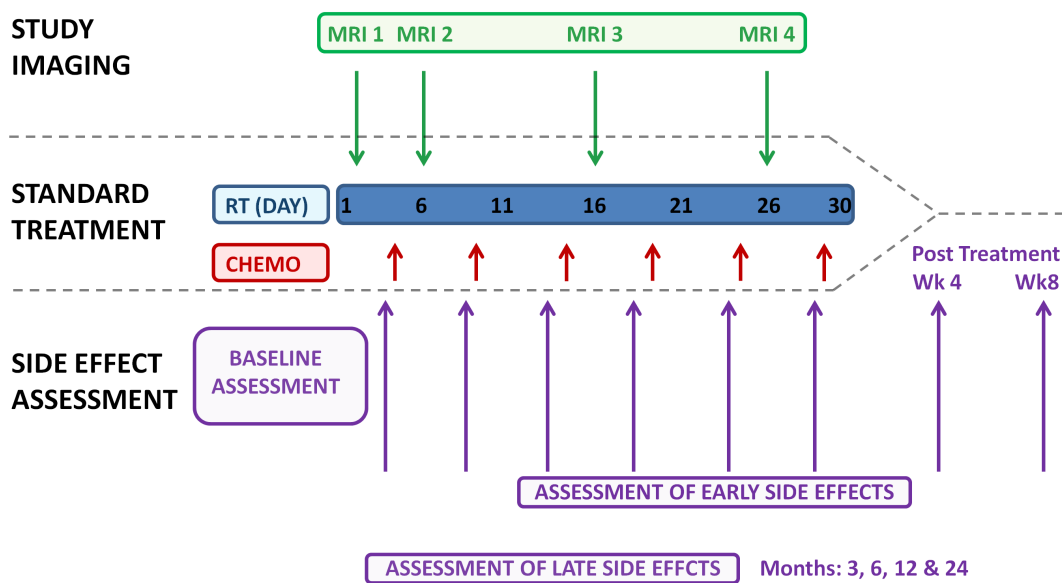 STUDY
IMAGING
MRI 1 MRI 2 MRI 3 MRI 4
STANDARD
TREATMENT
RT (DAY) 1 6 11 16 21 26 30
CHEMO
Post Treatment
Wk 4 Wk8
SIDE EFFECT
ASSESSMENT
BASELINE
ASSESSMENT
ASSESSMENT OF EARLY SIDE EFFECTS
ASSESSMENT OF LATE SIDE EFFCTS Months: 3, 6, 12 & 24